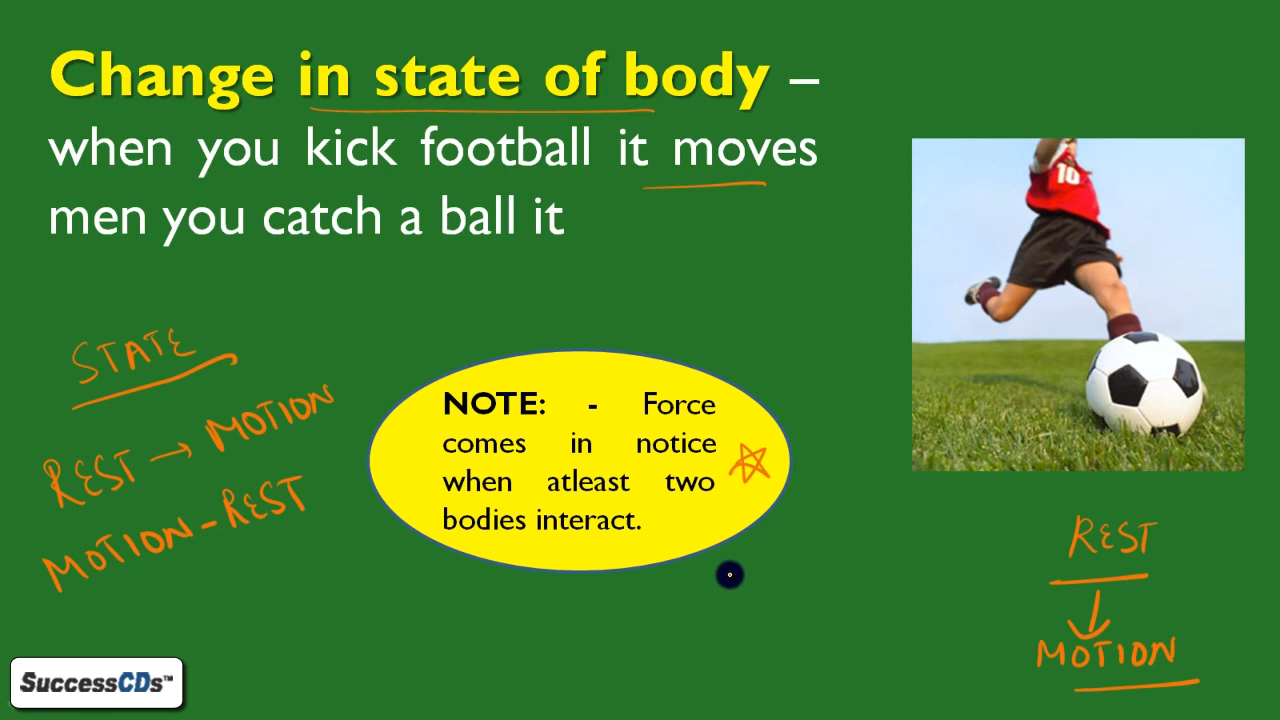 Change in state of body –
when you kick football it moves
men you catch a ball it
10
STATE
REST → MOTION
MOTION - REST
NOTE: - Force
comes in notice
when atleast two
bodies interact.
REST
↓
MOTION
SuccessCDs™